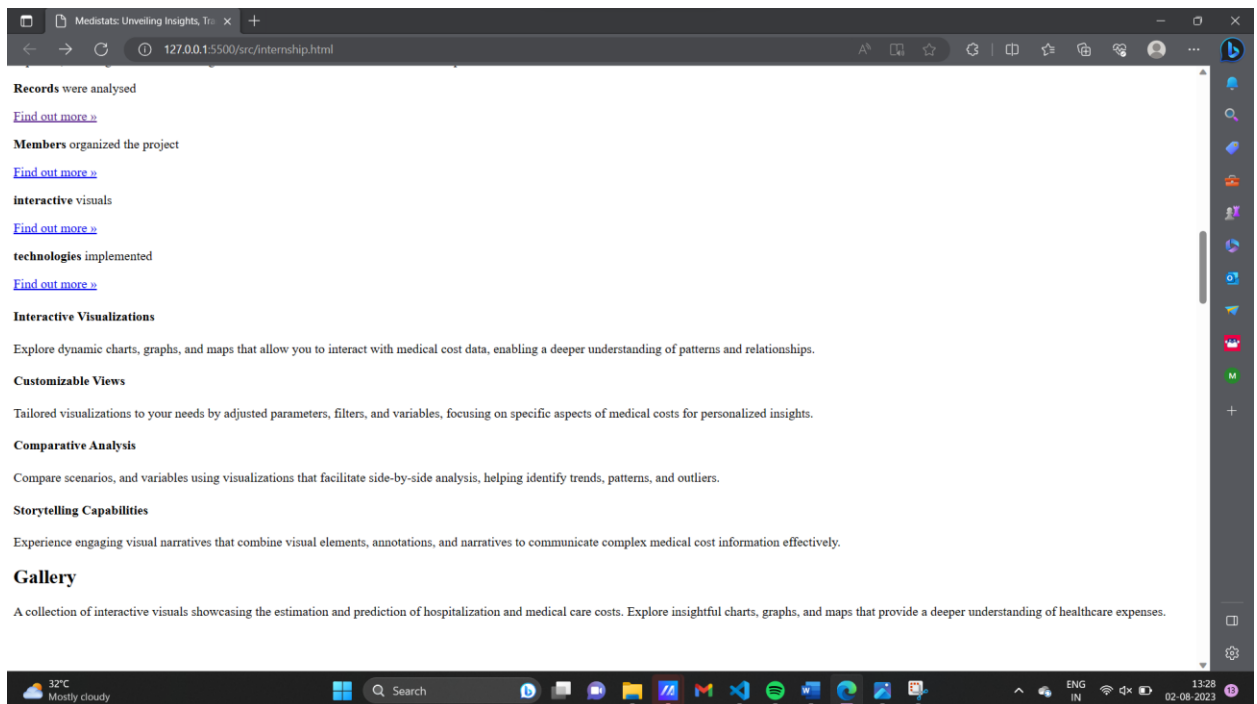 Medistats: Unveiling Insights, Tra
127.0.0.1:5500/src/internship.html
Records were analysed
Find out more »
Members organized the project
Find out more »
interactive visuals
Find out more »
technologies implemented
Find out more »
Interactive Visualizations
Explore dynamic charts, graphs, and maps that allow you to interact with medical cost data, enabling a deeper understanding of patterns and relationships.
Customizable Views
Tailored visualizations to your needs by adjusted parameters, filters, and variables, focusing on specific aspects of medical costs for personalized insights.
Comparative Analysis
Compare scenarios, and variables using visualizations that facilitate side-by-side analysis, helping identify trends, patterns, and outliers.
Storytelling Capabilities
Experience engaging visual narratives that combine visual elements, annotations, and narratives to communicate complex medical cost information effectively.
Gallery
A collection of interactive visuals showcasing the estimation and prediction of hospitalization and medical care costs. Explore insightful charts, graphs, and maps that provide a deeper understanding of healthcare expenses.
M
32°C
Mostly cloudy
Search
ENG
IN
13:28
02-08-2023
13